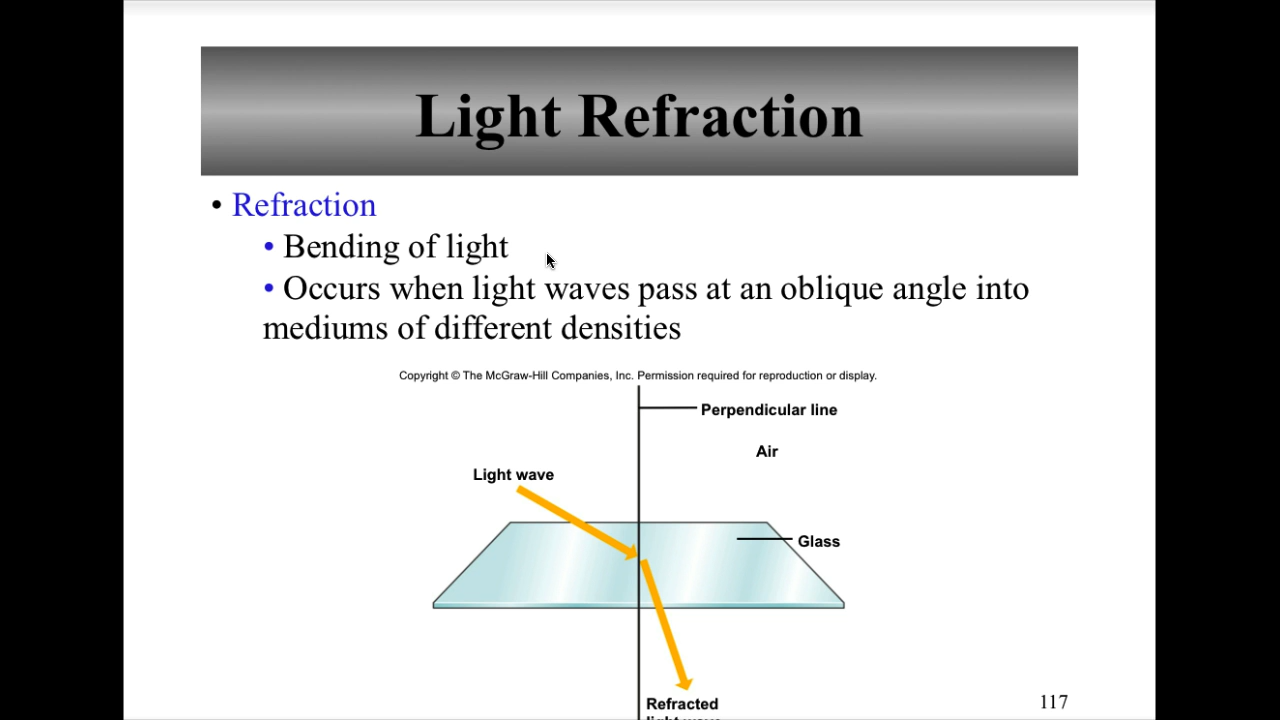 Light Refraction
• Refraction
• Bending of light
• Occurs when light waves pass at an oblique angle into
mediums of different densities
Copyright © The McGraw-Hill Companies, Inc. Permission required for reproduction or display.
Perpendicular line
Air
Light wave
Glass
Refracted
117